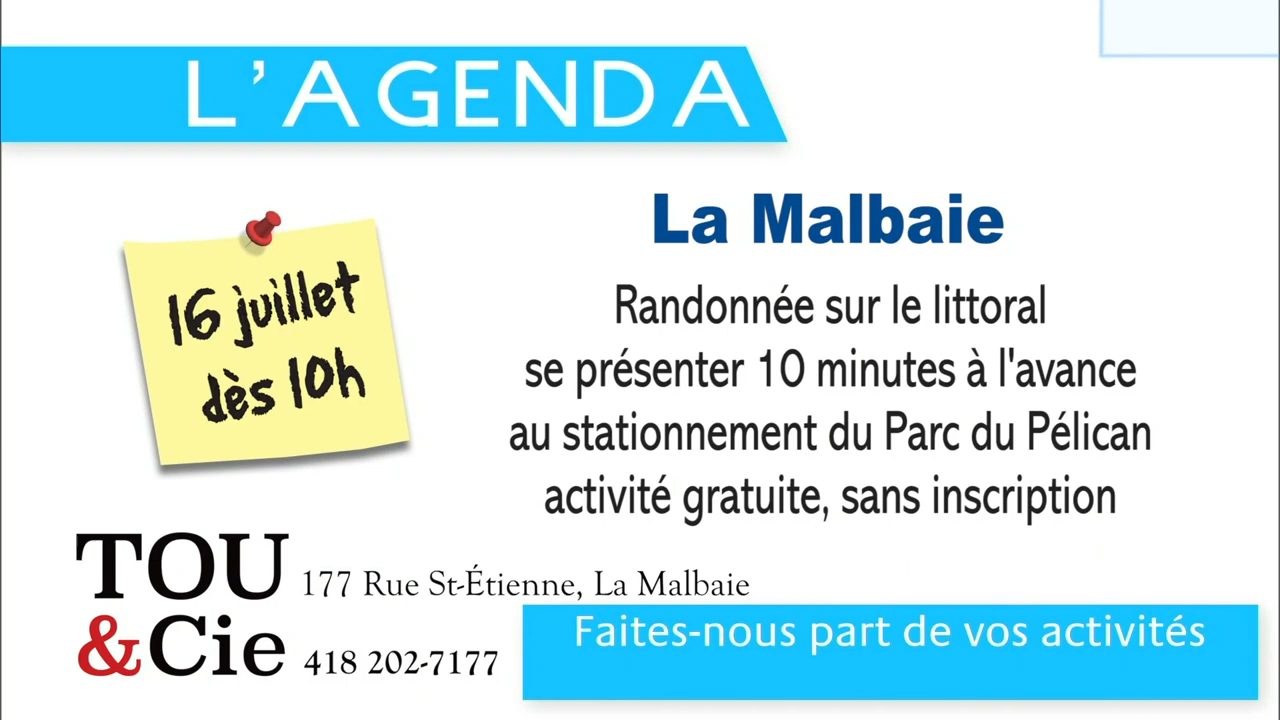 L'AGENDA
La Malbaie
16 juillet
dès 10h
Randonnée sur le littoral
se présenter 10 minutes à l'avance
au stationnement du Parc du Pélican
activité gratuite, sans inscription
TOU
&Cie
177 Rue St-Étienne, La Malbaie
418 202-7177
Faites-nous part de vos activités